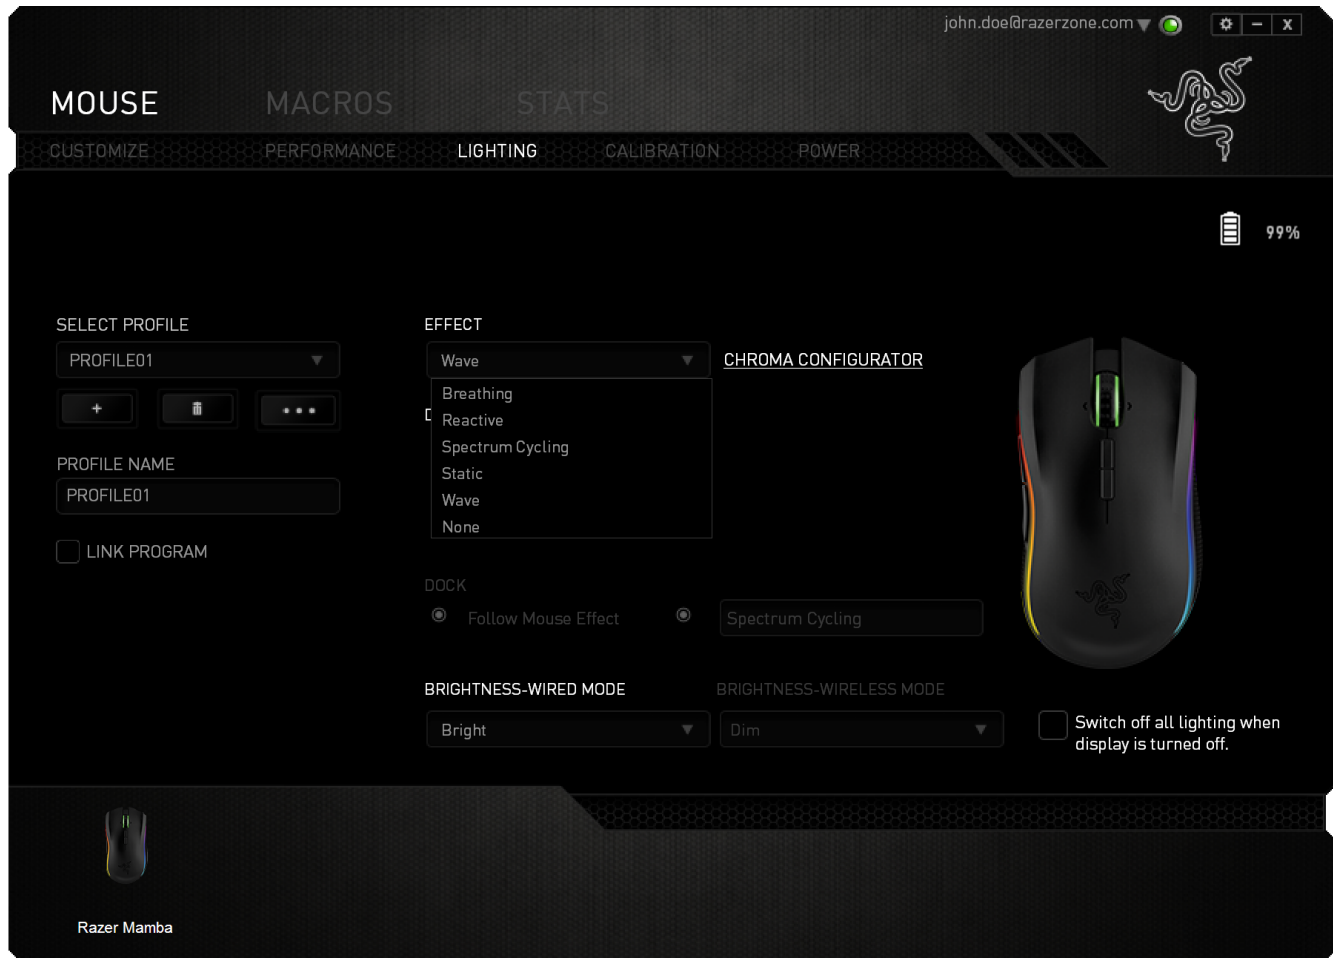 john.doe@razerzone.com
X
MOUSE MACROS STATS
CUSTOMIZE PERFORMANCE LIGHTING CALIBRATION POWER
99%
SELECT PROFILE
PROFILE01
PROFILE NAME
PROFILE01
LINK PROGRAM
EFFECT
Wave
CHROMA CONFIGURATOR
Breathing
Reactive
Spectrum Cycling
Static
Wave
None
DOCK
Follow Mouse Effect
Spectrum Cycling
BRIGHTNESS-WIRED MODE
Bright
BRIGHTNESS-WIRELESS MODE
Dim
Switch off all lighting when
display is turned off.
Razer Mamba